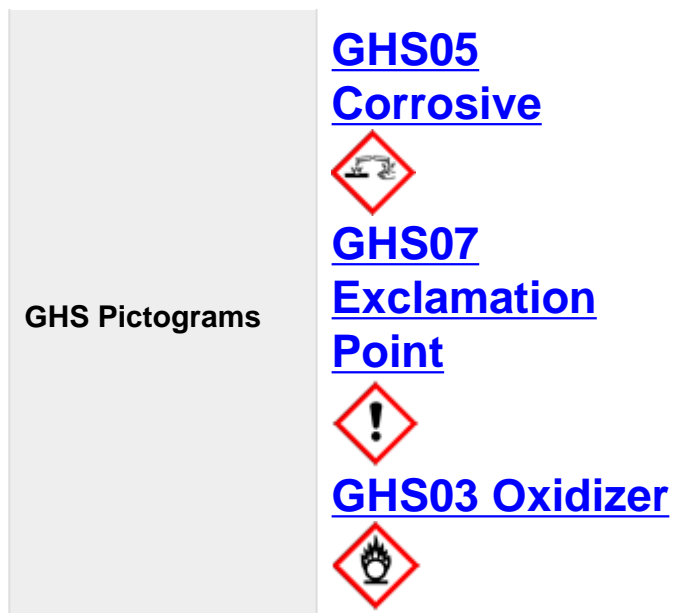 GHS Pictograms
GHS05
Corrosive
GHS07
Exclamation
Point
GHS03 Oxidizer